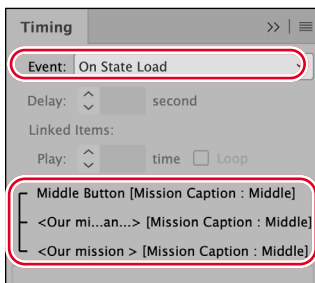 Timing
Event: On State Load
Delay: second
Linked Items:
Play: time Loop
Middle Button [Mission Caption : Middle]
<Our mi...an...> [Mission Caption : Middle]
<Our mission > [Mission Caption : Middle]